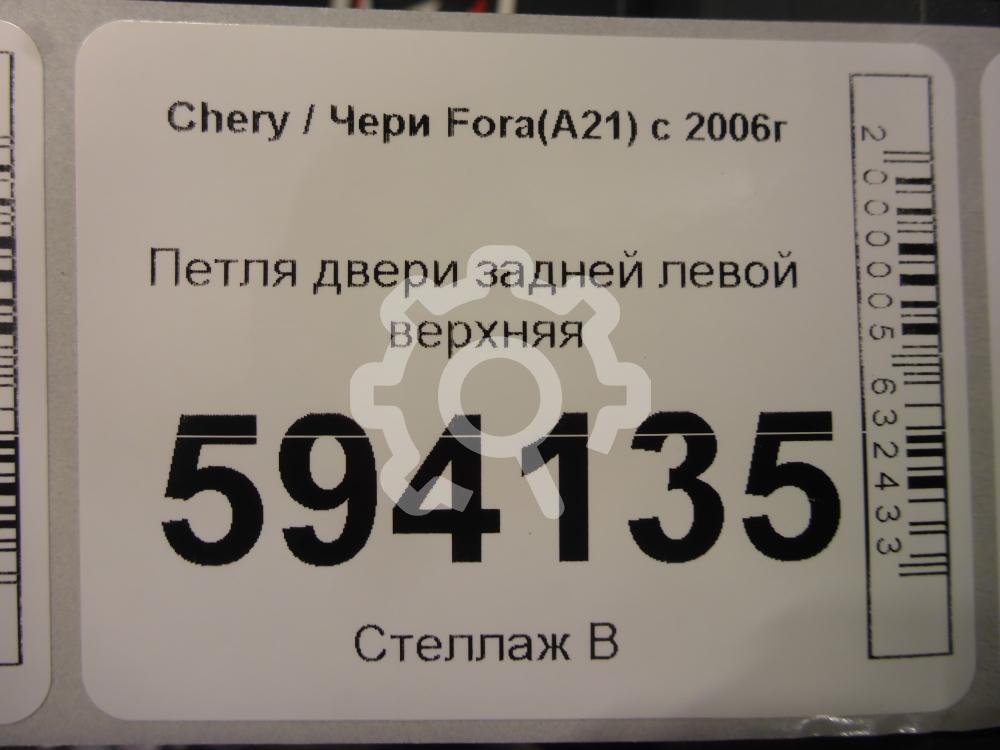 Chery / Чери Fora(A21) с 2006г
Петля двери задней левой
верхняя
594135
Стеллаж В
2000005632433